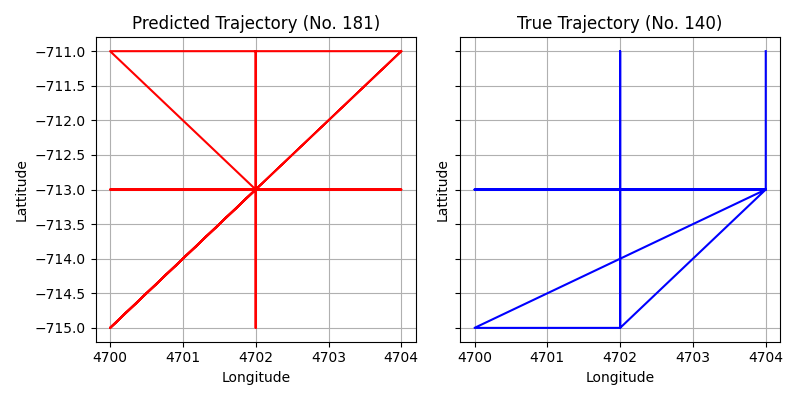 Predicted Trajectory (No. 181)
True Trajectory (No. 140)
−711.0
−711.5
−712.0
−712.5
−713.0
−713.5
−714.0
−714.5
−715.0
Lattitude
Lattitude
4700 4701 4702 4703 4704
4700 4701 4702 4703 4704
Longitude
Longitude